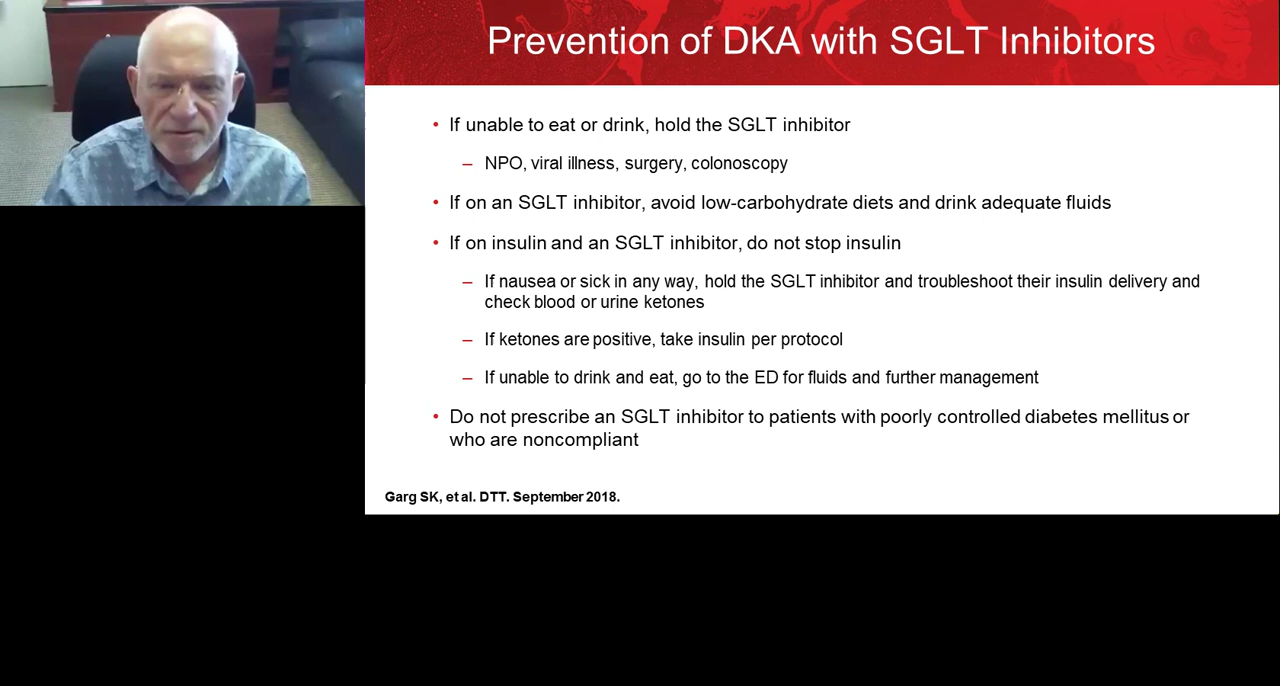 Prevention of DKA with SGLT Inhibitors
• If unable to eat or drink, hold the SGLT inhibitor
– NPO, viral illness, surgery, colonoscopy
• If on an SGLT inhibitor, avoid low-carbohydrate diets and drink adequate fluids
• If on insulin and an SGLT inhibitor, do not stop insulin
– If nausea or sick in any way, hold the SGLT inhibitor and troubleshoot their insulin delivery and
check blood or urine ketones
– If ketones are positive, take insulin per protocol
– If unable to drink and eat, go to the ED for fluids and further management
• Do not prescribe an SGLT inhibitor to patients with poorly controlled diabetes mellitus or
who are noncompliant
Garg SK, et al. DTT. September 2018.